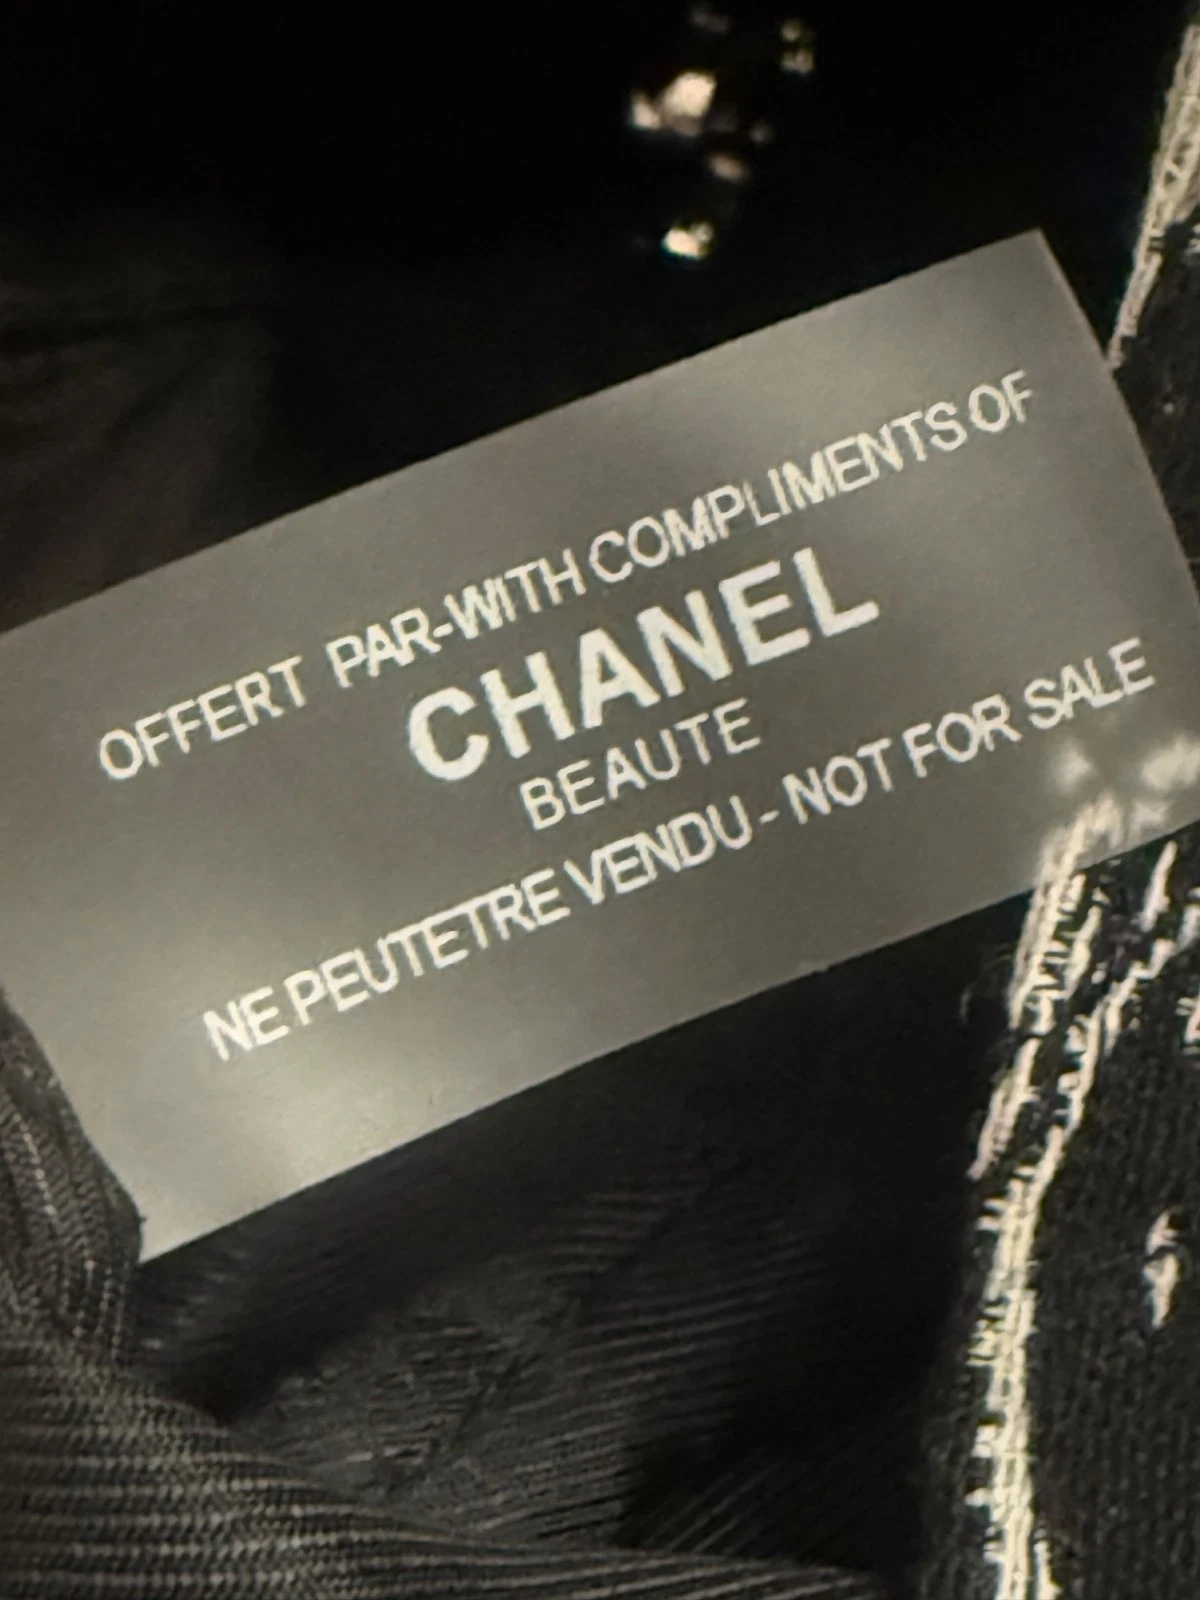 OFFERT PAR-WITH COMPLIMENTS OF
CHANEL
BEAUTE
NE PEUTETRE VENDU - NOT FOR SALE